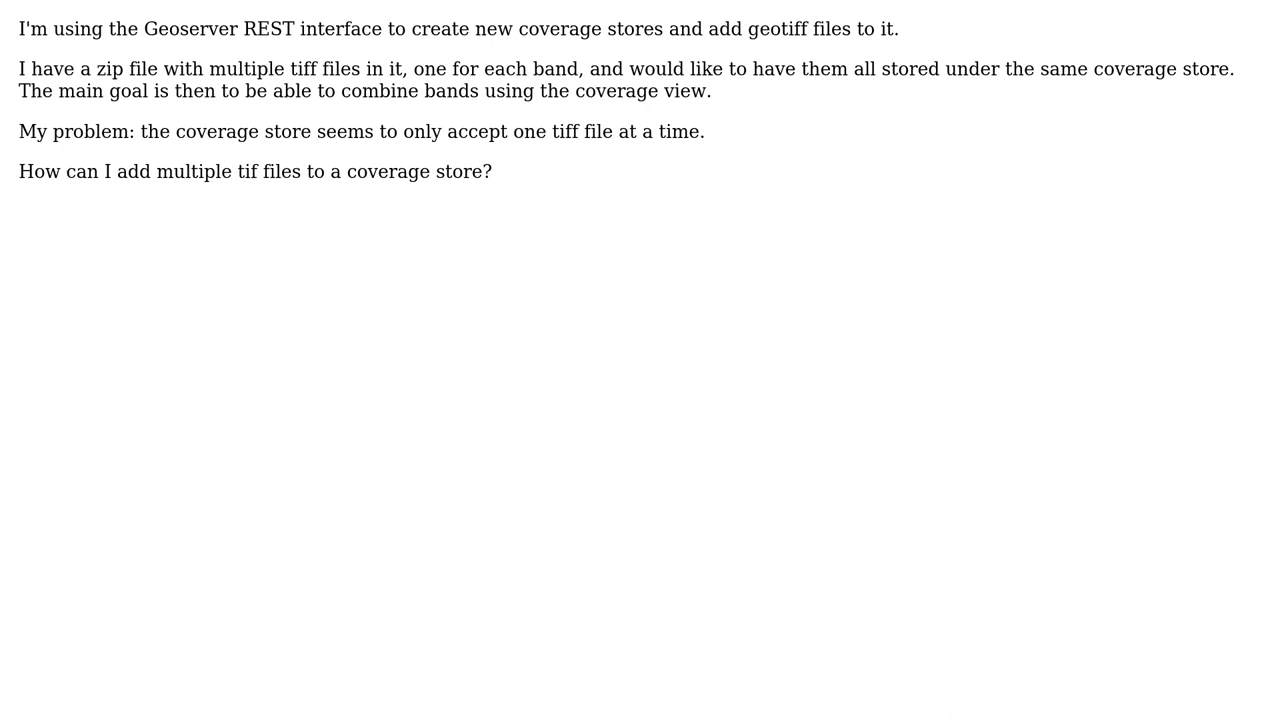 I'm using the Geoserver REST interface to create new coverage stores and add geotiff files to it.
I have a zip file with multiple tiff files in it, one for each band, and would like to have them all stored under the same coverage store.
The main goal is then to be able to combine bands using the coverage view.
My problem: the coverage store seems to only accept one tiff file at a time.
How can I add multiple tif files to a coverage store?